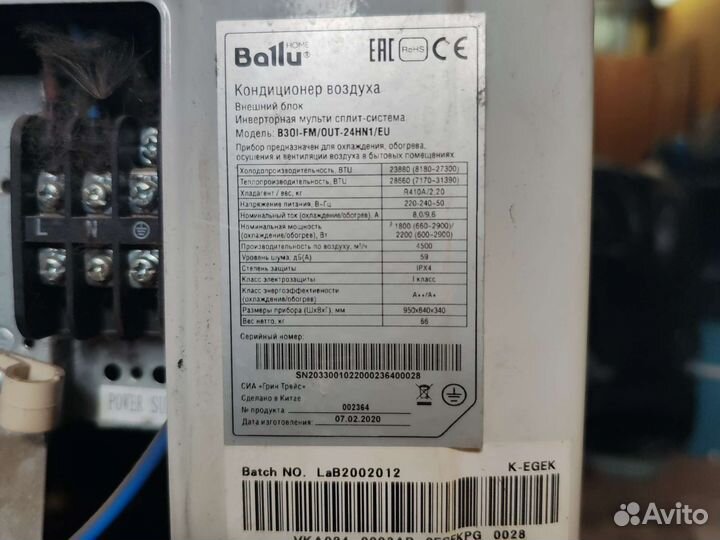 Ballu® HOME
EAC RoHS CE
Кондиционер воздуха
Внешний блок
Инверторная мульти сплит-система
Модель: B3OI-FM/OUT-24HN1/EU
Прибор предназначен для охлаждения, обогрева,
осушения и вентиляции воздуха в бытовых помещениях
Холодопроизводительность, BTU 23880 (8180-27300)
Теплопроизводительность, BTU 28660 (7170-31390)
Хладагент / вес, кг R410A/2,20
Напряжение питания, В-Гц 220-240-50
Номинальный ток (охлаждение/обогрев), А 8,0/9,6
Номинальная мощность
(охлаждение/обогрев), Вт
1800 (660-2900)/
2200 (600-2900)
Производительность по воздуху, м³/ч 4500
Уровень шума, дБ(А) 59
Степень защиты IPX4
Класс электрозащиты I класс
Класс энергоэффективности
(охлаждение/обогрев) A++/A+
Размеры прибора (ШxВxГ), мм 950x840x340
Вес нетто, кг 66
Серийный номер:
SN2033001022000236400028
СИА «Грин Трейс»
Сделано в Китае
№ продукта 002364
Дата изготовления: 07.02.2020
L N
POWER SU
Batch NO. LaB2002012 K-EGEK
KPG 0028
Avito